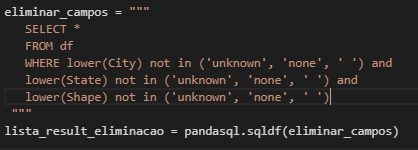 eliminar_campos = """
SELECT *
FROM df
WHERE lower(City) not in ('unknown', 'none', ' ') and
lower(State) not in ('unknown', 'none', ' ') and
lower(Shape) not in ('unknown', 'none', ' ')
"""
lista_result_eliminacao = pandasql.sqldf(eliminar_campos)